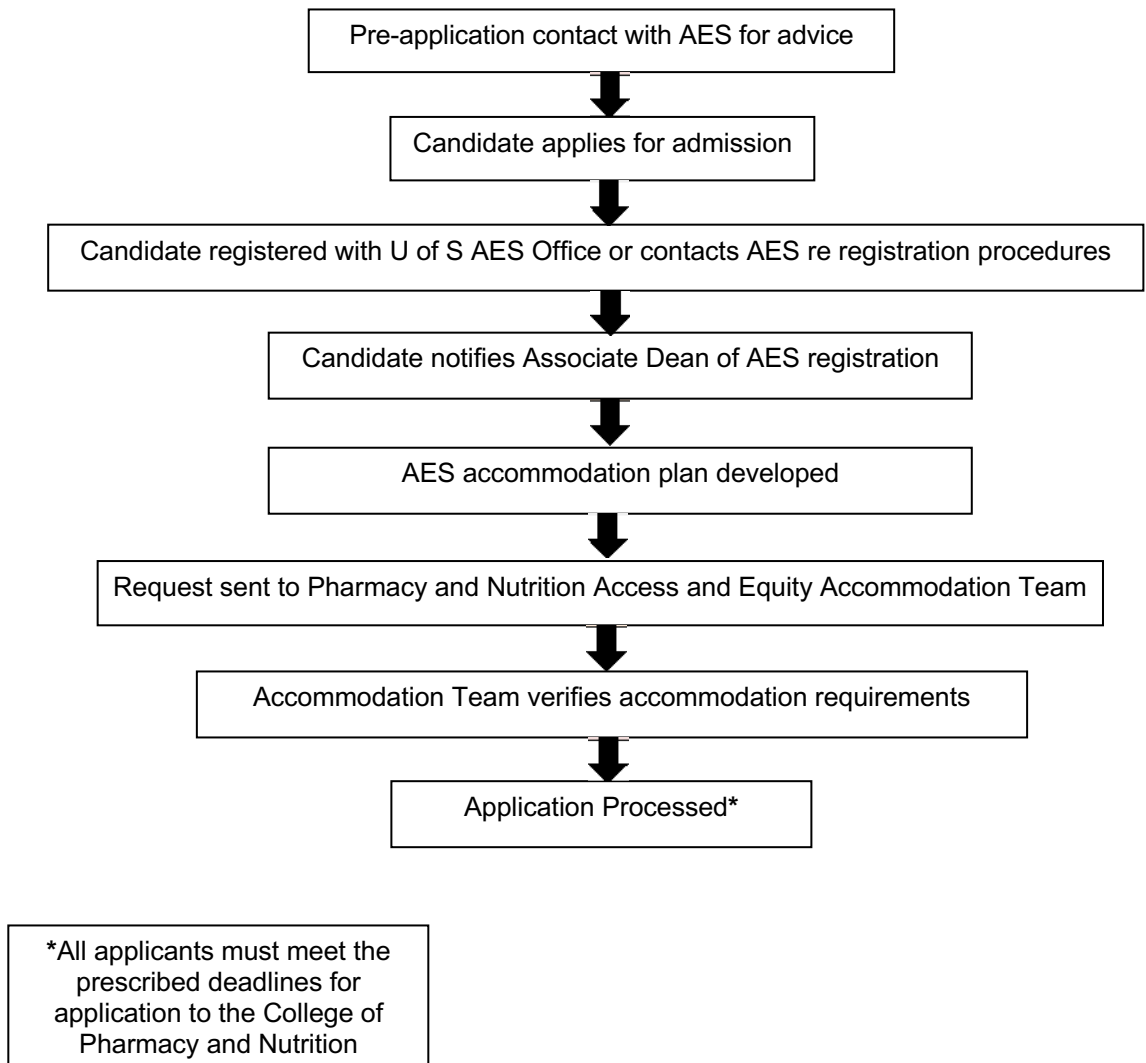 Pre-application contact with AES for advice
Candidate applies for admission
Candidate registered with U of S AES Office or contacts AES re registration procedures
Candidate notifies Associate Dean of AES registration
AES accommodation plan developed
Request sent to Pharmacy and Nutrition Access and Equity Accommodation Team
Accommodation Team verifies accommodation requirements
Application Processed*
*All applicants must meet the
prescribed deadlines for
application to the College of
Pharmacy and Nutrition